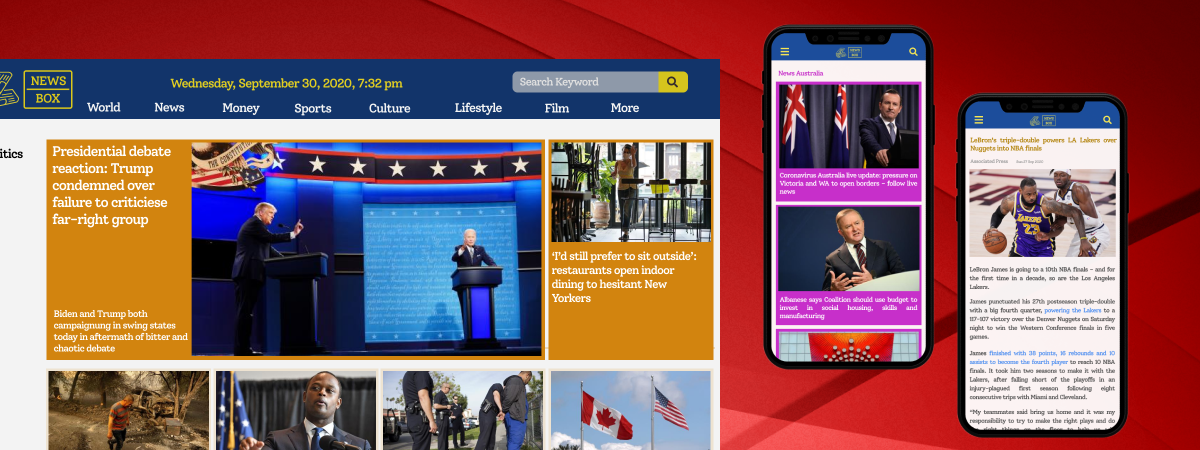 NEWS
BOX
Wednesday, September 30, 2020, 7:32 pm
Search Keyword
World News Money Sports Culture Lifestyle Film More
itics
Presidential debate
reaction: Trump
condemned over
failure to criticiese
far-right group
Biden and Trump both
campaignung in swing states
today in aftermath of bitter and
chaotic debate
'I'd still prefer to sit outside':
restaurants open indoor
dining to hesitant New
Yorkers
NEWS
BOX
News Australia
Coronavirus Australia live update: pressure on
Victoria and WA to open borders – follow live
news
Albanese says Coalition should use budget to
invest in social housing, skills and
manufacturing
NEWS
BOX
LeBron's triple-double powers LA Lakers over
Nuggets into NBA finals
Associated Press Sun 27 Sep 2020
LAKERS
23
LeBron James is going to a 10th NBA finals – and for
the first time in a decade, so are the Los Angeles
Lakers.
James punctuated his 27th postseason triple-double
with a big fourth quarter, powering the Lakers to a
117-107 victory over the Denver Nuggets on Saturday
night to win the Western Conference finals in five
games.
James finished with 38 points, 16 rebounds and 10
assists to become the fourth player to reach 10 NBA
finals. It took him two seasons to make it with the
Lakers, after falling short of the playoffs in an
injury-plagued first season following eight
consecutive trips with Miami and Cleveland.
"My teammates said bring us home and it was my
responsibility to try to make the right plays and do